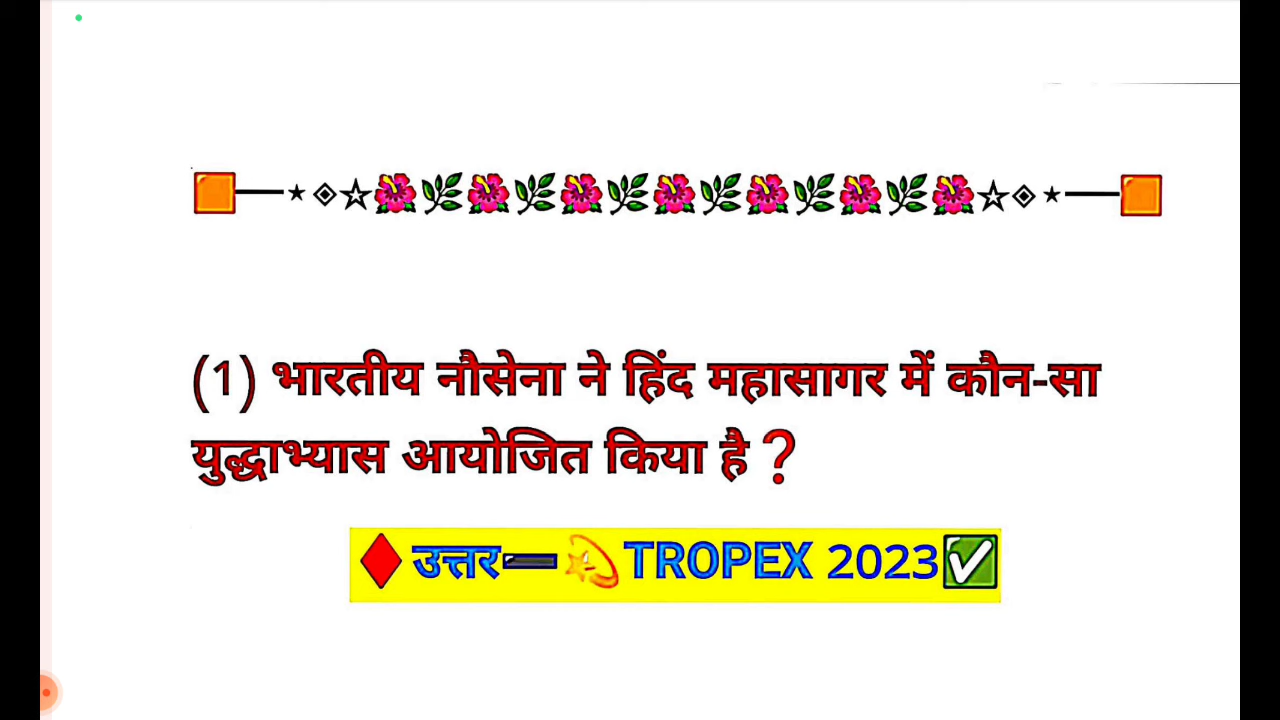 (1) भारतीय नौसेना ने हिंद महासागर में कौन-सा
युद्धाभ्यास आयोजित किया है ?
♦️उत्तर➖💫TROPEX 2023✅